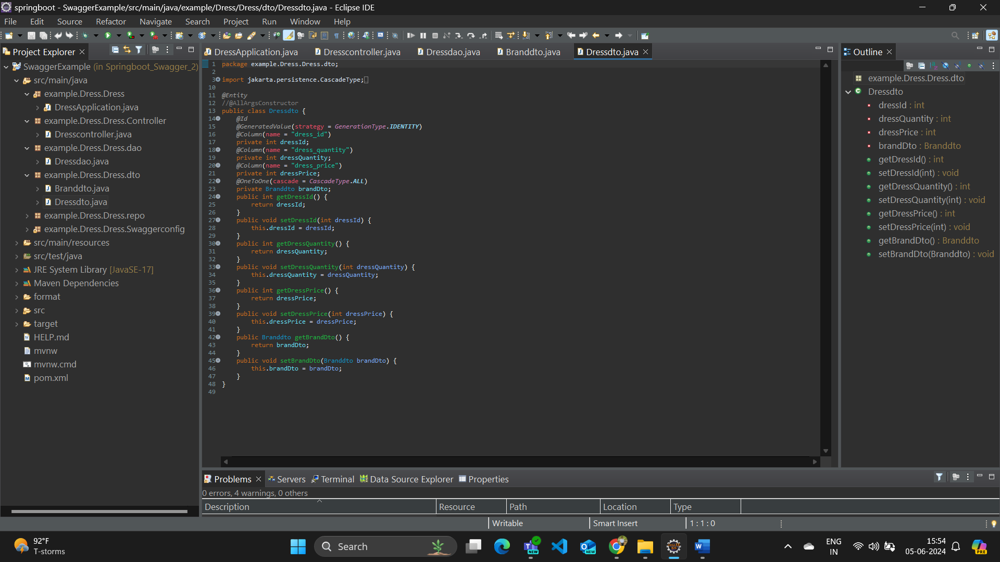 springboot - SwaggerExample/src/main/java/example/Dress/Dress/dto/Dressdto.java - Eclipse IDE
File Edit Source Refactor Navigate Search Project Run Window Help
Project Explorer
SwaggerExample (in Springboot_Swagger_2)
src/main/java
example.Dress.Dress
DressApplication.java
example.Dress.Dress.Controller
Dresscontroller.java
example.Dress.Dress.dao
Dressdao.java
example.Dress.Dress.dto
Branddto.java
Dressdto.java
example.Dress.Dress.repo
example.Dress.Dress.Swaggerconfig
src/main/resources
src/test/java
JRE System Library [JavaSE-17]
Maven Dependencies
format
src
target
HELP.md
mvnw
mvnw.cmd
pom.xml
DressApplication.java Dresscontroller.java Dressdao.java Branddto.java Dressdto.java
1 package example.Dress.Dress.dto;
2
3 import jakarta.persistence.CascadeType;
10
11 @Entity
12 //@AllArgsConstructor
13 public class Dressdto {
14 @Id
15 @GeneratedValue(strategy = GenerationType.IDENTITY)
16 @Column(name = "dress_id")
17 private int dressId;
18 @Column(name = "dress_quantity")
19 private int dressQuantity;
20 @Column(name = "dress_price")
21 private int dressPrice;
22 @OneToOne(cascade = CascadeType.ALL)
23 private Branddto brandDto;
24 public int getDressId() {
25 return dressId;
26 }
27 public void setDressId(int dressId) {
28 this.dressId = dressId;
29 }
30 public int getDressQuantity() {
31 return dressQuantity;
32 }
33 public void setDressQuantity(int dressQuantity) {
34 this.dressQuantity = dressQuantity;
35 }
36 public int getDressPrice() {
37 return dressPrice;
38 }
39 public void setDressPrice(int dressPrice) {
40 this.dressPrice = dressPrice;
41 }
42 public Branddto getBrandDto() {
43 return brandDto;
44 }
45 public void setBrandDto(Branddto brandDto) {
46 this.brandDto = brandDto;
47 }
48 }
49
Outline
example.Dress.Dress.dto
Dressdto
dressId : int
dressQuantity : int
dressPrice : int
brandDto : Branddto
getDressId() : int
setDressId(int) : void
getDressQuantity() : int
setDressQuantity(int) : void
getDressPrice() : int
setDressPrice(int) : void
getBrandDto() : Branddto
setBrandDto(Branddto) : void
Problems Servers Terminal Data Source Explorer Properties
0 errors, 4 warnings, 0 others
Description Resource Path Location Type
Writable Smart Insert 1 : 1 : 0
92°F
T-storms
Search
NEW
NEW
ENG
IN
15:54
05-06-2024
PRE